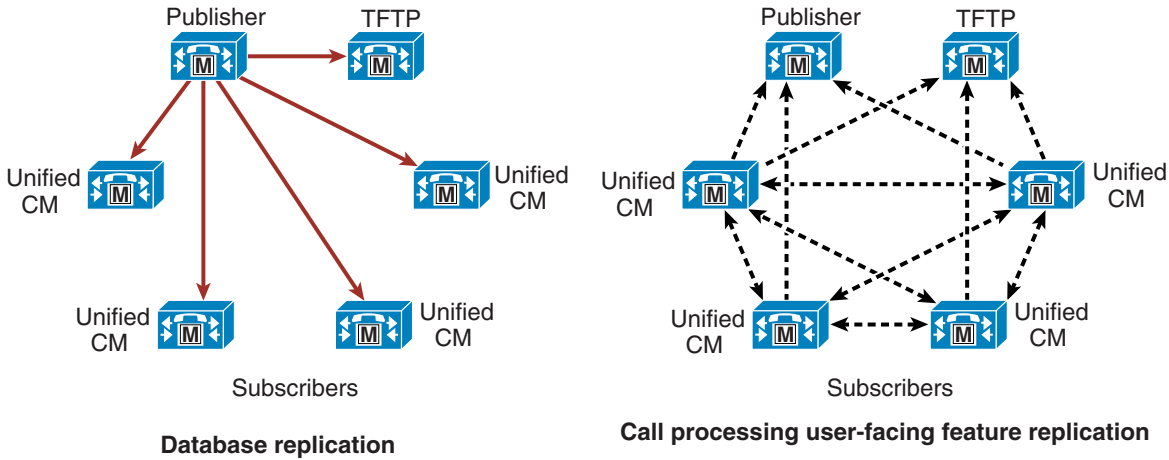 Publisher
TFTP
M
M
Unified
CM
M
M
Unified
CM
Unified
CM
M
M
Unified
CM
Subscribers
Database replication
Publisher
TFTP
M
M
Unified
CM
M
M
Unified
CM
Unified
CM
M
M
Unified
CM
Subscribers
Call processing user-facing feature replication